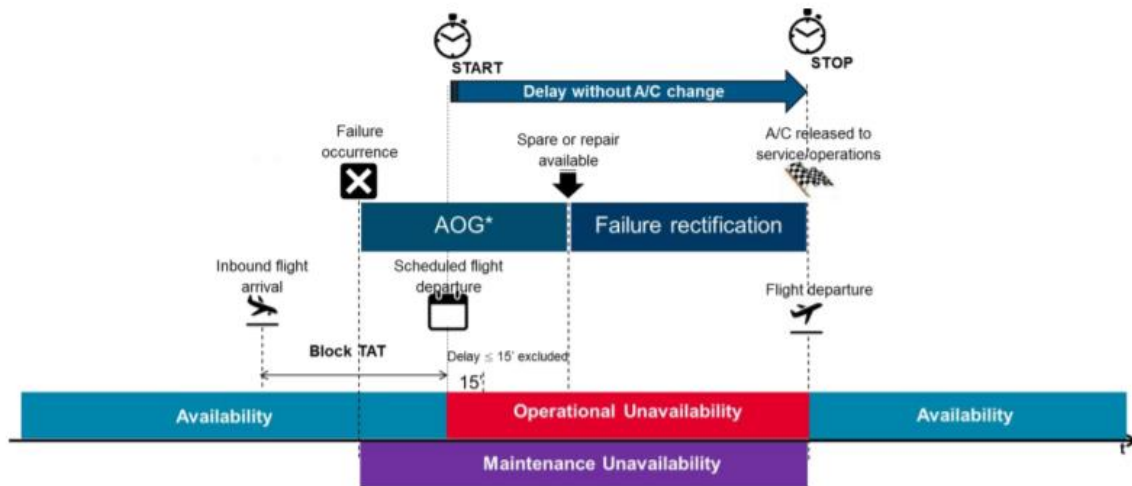 START
STOP
Delay without A/C change
Failure
occurrence
Spare or repair
available
A/C released to
service/operations
AOG*
Failure rectification
Inbound flight
arrival
Scheduled flight
departure
Flight departure
Block TAT
Delay ≤ 15' excluded
15'
Availability
Operational Unavailability
Availability
t
Maintenance Unavailability